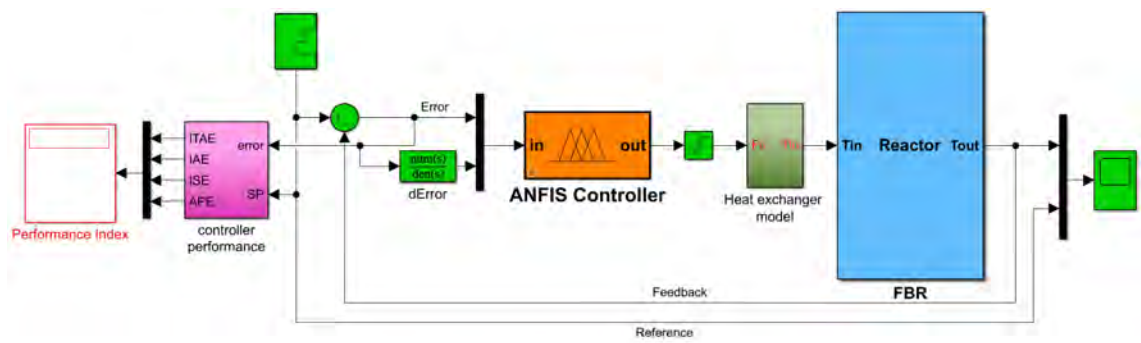 Error
ITAE
IAE
ISE
APE
error
SP
num(s)
den(s)
dError
in
out
Tin
Reactor
Tout
ANFIS Controller
Heat exchanger
model
Performance Index
controller
performance
Feedback
FBR
Reference